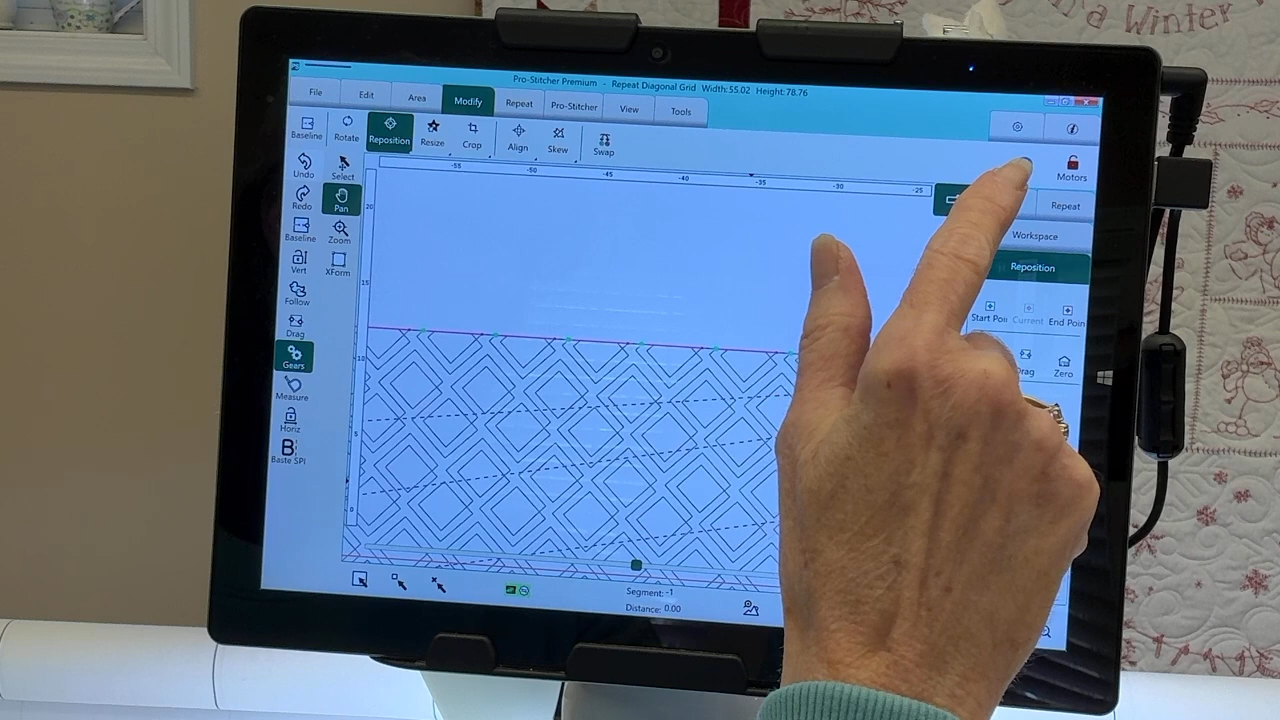 in a Winter
Pro-Stitcher Premium - Repeat Diagonal Grid Width:55.02 Height:78.76
File Edit Area Modify Repeat Pro-Stitcher View Tools
Baseline Rotate Reposition Resize Crop Align Skew Swap Motors
-55 -50 -45 -40 -35 -30 -25
Undo Select
Redo Pan
Repeat
20
Baseline Zoom
Workspace
Vert XForm
Reposition
15
Follow
Start Poi Current End Poin
Drag
10
Gears
Drag Zero
Measure
Horiz
5
Baste SPI
0
Segment:-1
Distance: 0.00